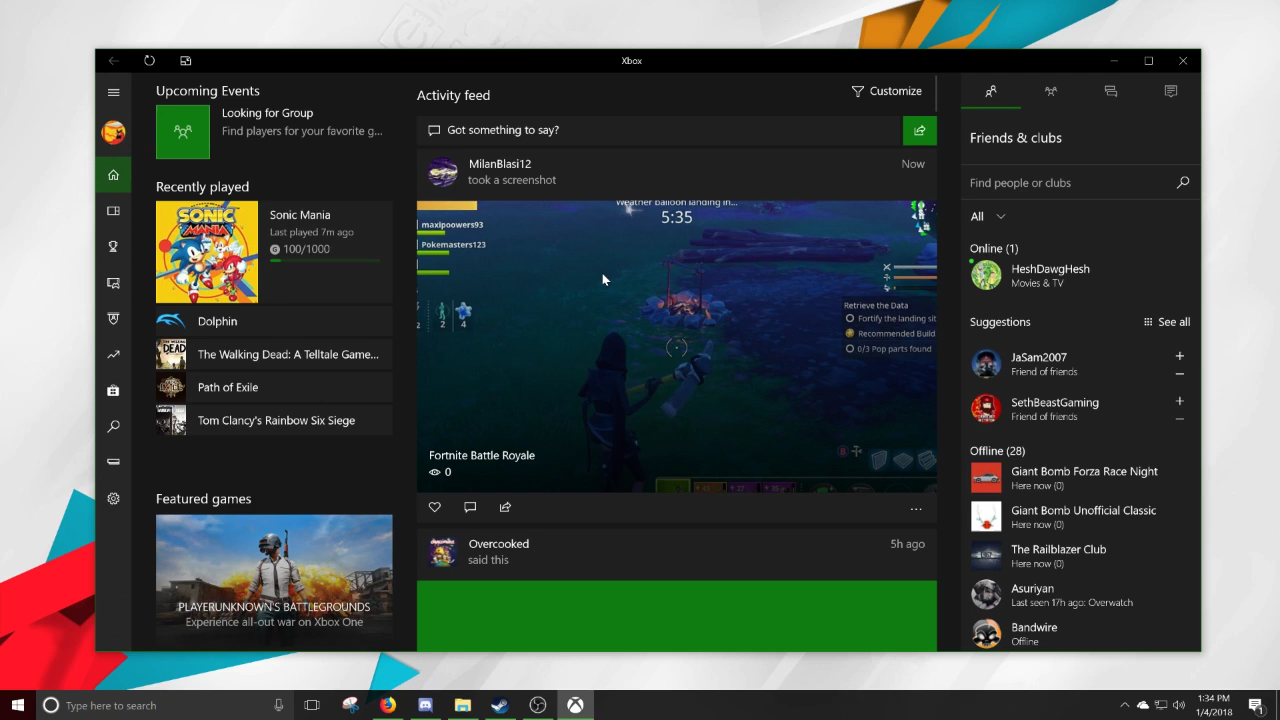 Xbox
Upcoming Events
Looking for Group
Find players for your favorite g...
Recently played
SONIC MANIA
Sonic Mania
Last played 7m ago
G 100/1000
Dolphin
The Walking Dead: A Telltale Game...
Path of Exile
Tom Clancy's Rainbow Six Siege
Featured games
PLAYERUNKNOWN'S BATTLEGROUNDS
Experience all-out war on Xbox One
Activity feed
Customize
Got something to say?
MilanBlasi12
Now
took a screenshot
Weather balloon landing in...
5:35
maxipoowers93
Pokemasters123
2
2
4
Retrieve the Data
Fortify the landing sit
Recommended Build
0/3 Pop parts found
Fortnite Battle Royale
0
Overcooked
5h ago
said this
Friends & clubs
Find people or clubs
All
Online (1)
HeshDawgHesh
Movies & TV
Suggestions
See all
JaSam2007
Friend of friends
SethBeastGaming
Friend of friends
Offline (28)
Giant Bomb Forza Race Night
Here now (0)
Giant Bomb Unofficial Classic
Here now (0)
The Railblazer Club
Here now (0)
Asuriyan
Last seen 17h ago: Overwatch
Bandwire
Offline
Type here to search
1:34 PM
1/4/2018
1